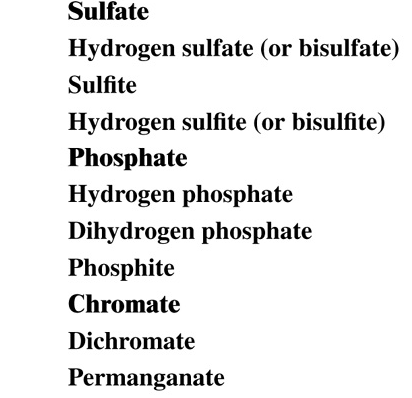 Sulfate
Hydrogen sulfate (or bisulfate)
Sulfite
Hydrogen sulfite (or bisulfite)
Phosphate
Hydrogen phosphate
Dihydrogen phosphate
Phosphite
Chromate
Dichromate
Permanganate